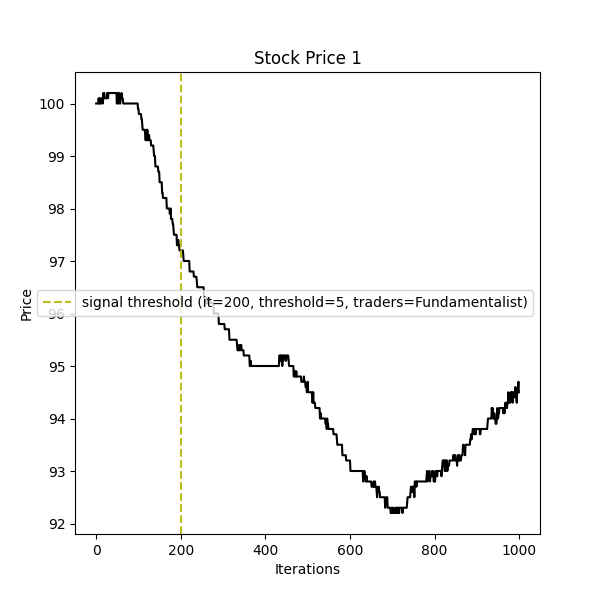 Stock Price 1
100
99
98
97
96
95
94
93
92
Price
signal threshold (it=200, threshold=5, traders=Fundamentalist)
0 200 400 600 800 1000
Iterations